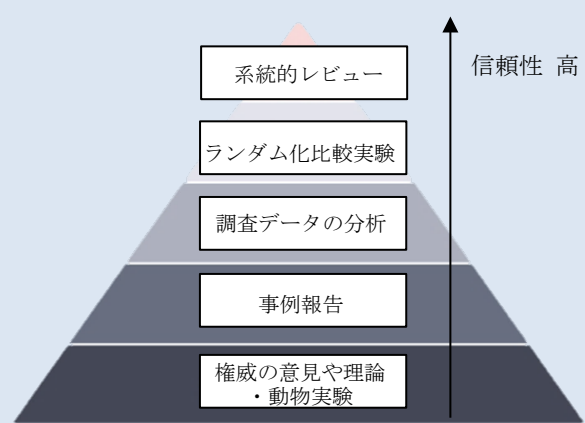 信頼性 高
系統的レビュー
ランダム化比較実験
調査データの分析
事例報告
権威の意見や理論
・動物実験